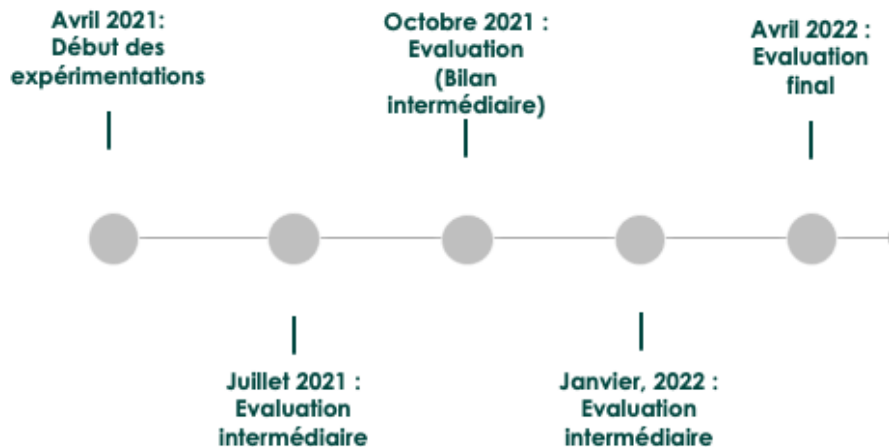 Avril 2021:
Début des
expérimentations
Octobre 2021 :
Evaluation
(Bilan
intermédiaire)
Avril 2022 :
Evaluation
final
Juillet 2021 :
Evaluation
intermédiaire
Janvier, 2022 :
Evaluation
intermédiaire